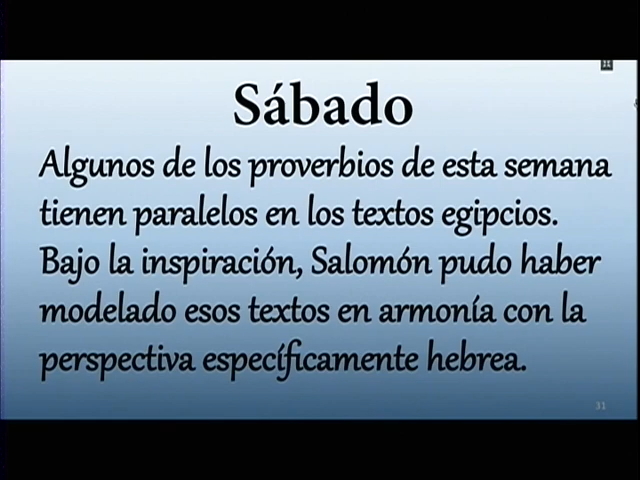 Sábado
Algunos de los proverbios de esta semana
tienen paralelos en los textos egipcios.
Bajo la inspiración, Salomón pudo haber
modelado esos textos en armonía con la
perspectiva específicamente hebrea.
31